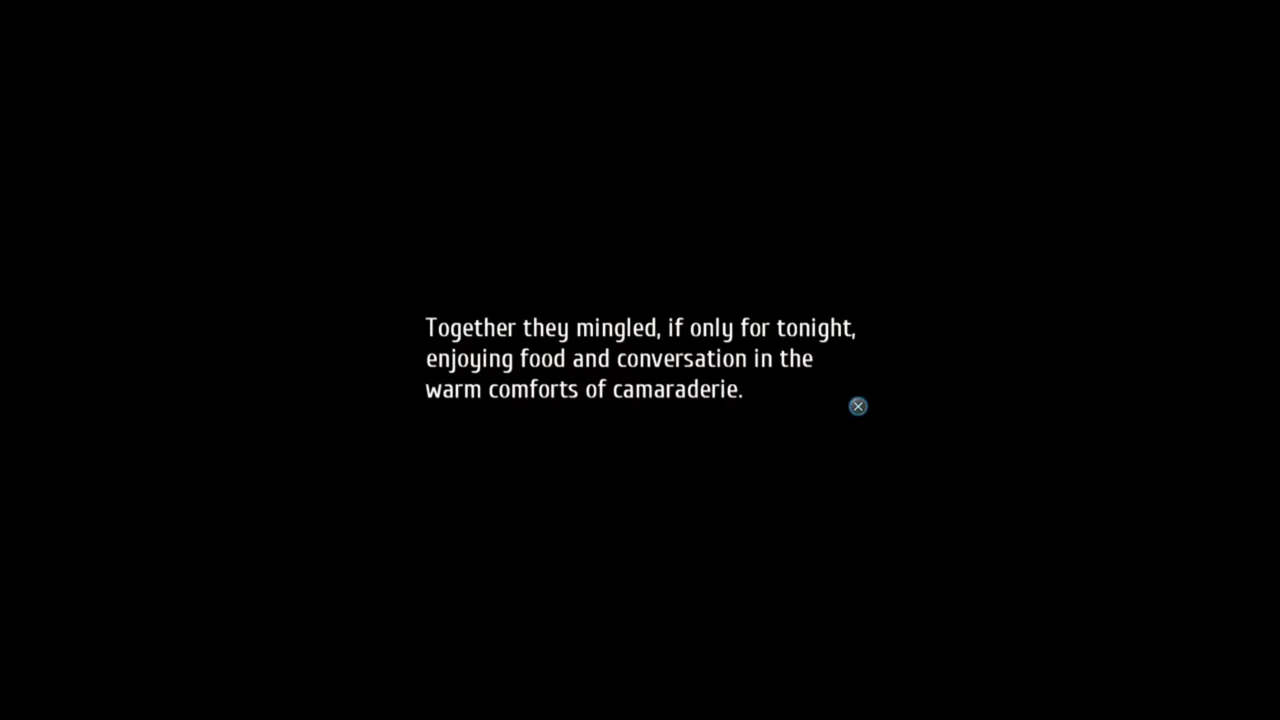 Together they mingled, if only for tonight,
enjoying food and conversation in the
warm comforts of camaraderie.